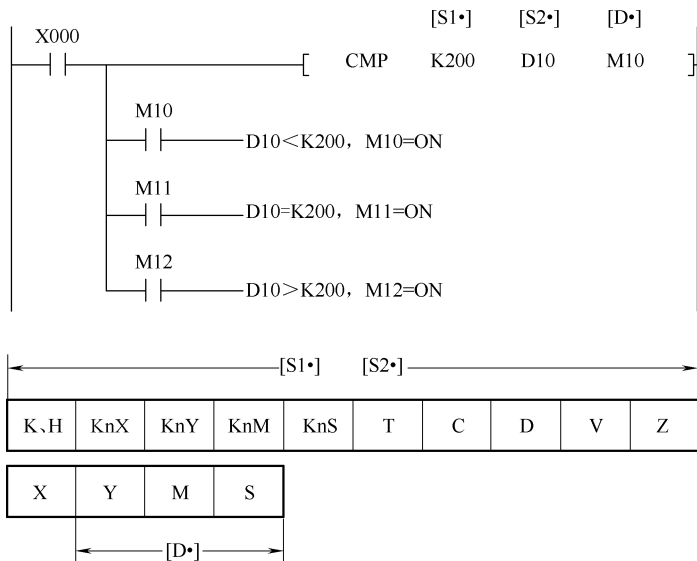 [S1•] [S2•] [D•]
X000
CMP K200 D10 M10
M10
D10＜K200，M10=ON
M11
D10=K200，M11=ON
M12
D10＞K200，M12=ON
[S1•] [S2•]
K、H KnX KnY KnM KnS T C D V Z
X Y M S
[D•]